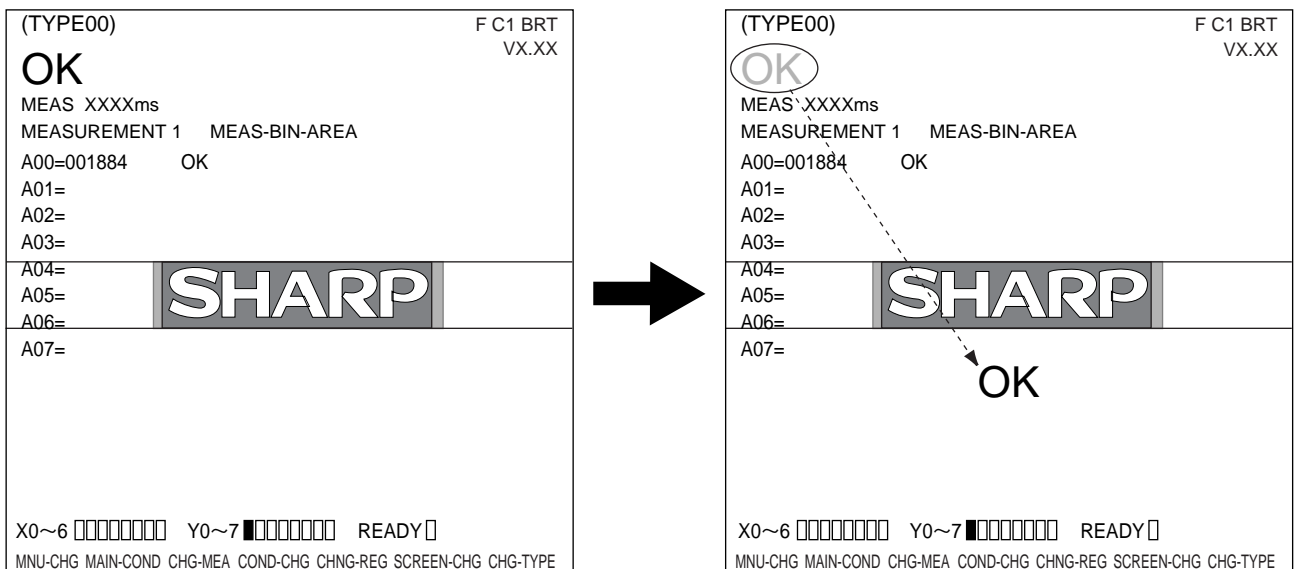 (TYPE00) F C1 BRT
VX.XX
OK
MEAS XXXXms
MEASUREMENT 1 MEAS-BIN-AREA
A00=001884 OK
A01=
A02=
A03=
A04=
A05=
A06=
SHARP
A07=
X0～6 Y0～7 READY
MNU-CHG MAIN-COND CHG-MEA COND-CHG CHNG-REG SCREEN-CHG CHG-TYPE
(TYPE00) F C1 BRT
VX.XX
OK
MEAS XXXXms
MEASUREMENT 1 MEAS-BIN-AREA
A00=001884 OK
A01=
A02=
A03=
A04=
A05=
A06=
SHARP
A07=
OK
X0～6 Y0～7 READY
MNU-CHG MAIN-COND CHG-MEA COND-CHG CHNG-REG SCREEN-CHG CHG-TYPE